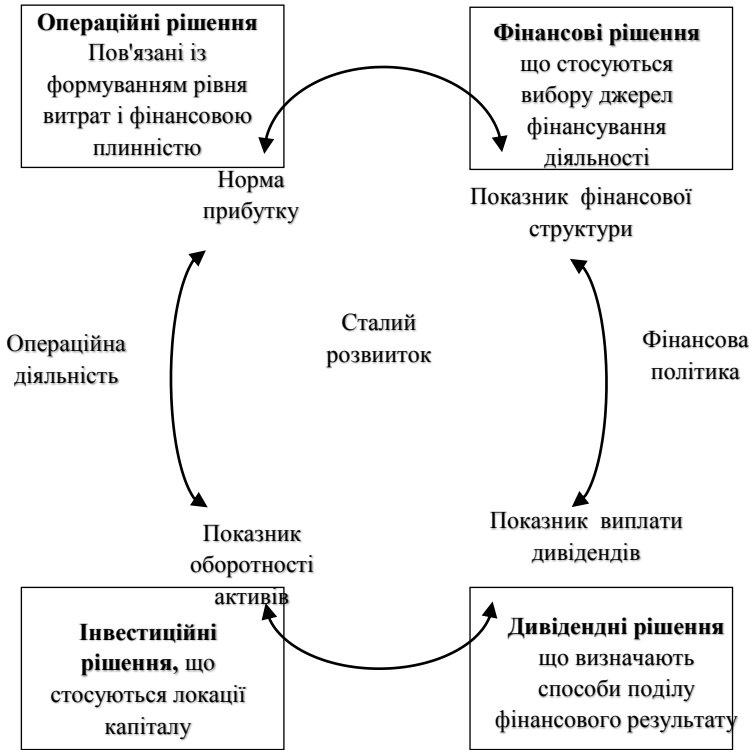 Операційні рішення
Пов'язані із
формуванням рівня
витрат і фінансовою
плинністю
Фінансові рішення
що стосуються
вибору джерел
фінансування
діяльності
Норма
прибутку
Показник фінансової
структури
Операційна
діяльність
Сталий
розвииток
Фінансова
політика
Показник
оборотності
активів
Показник виплати
дивідендів
Інвестиційні
рішення, що
стосуються локації
капіталу
Дивідендні рішення
що визначають
способи поділу
фінансового результату